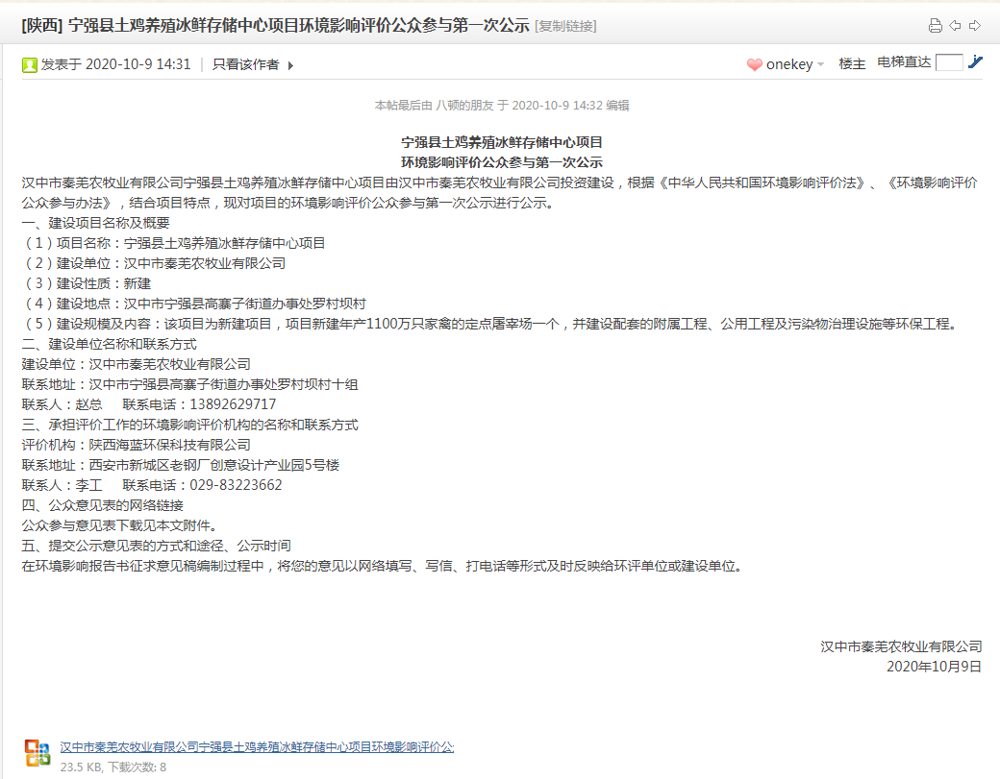 [陕西] 宁强县土鸡养殖冰鲜存储中心项目环境影响评价公众参与第一次公示 [复制链接]
发表于 2020-10-9 14:31 | 只看该作者
onekey 楼主 电梯直达
本帖最后由 八顿的朋友 于 2020-10-9 14:32 编辑
宁强县土鸡养殖冰鲜存储中心项目
环境影响评价公众参与第一次公示
汉中市秦羌农牧业有限公司宁强县土鸡养殖冰鲜存储中心项目由汉中市秦羌农牧业有限公司投资建设，根据《中华人民共和国环境影响评价法》、《环境影响评价
公众参与办法》，结合项目特点，现对项目的环境影响评价公众参与第一次公示进行公示。
一、建设项目名称及概要
（1）项目名称：宁强县土鸡养殖冰鲜存储中心项目
（2）建设单位：汉中市秦羌农牧业有限公司
（3）建设性质：新建
（4）建设地点：汉中市宁强县高寨子街道办事处罗村坝村
（5）建设规模及内容：该项目为新建项目，项目新建年产1100万只家禽的定点屠宰场一个，并建设配套的附属工程、公用工程及污染物治理设施等环保工程。
二、建设单位名称和联系方式
建设单位：汉中市秦羌农牧业有限公司
联系地址：汉中市宁强县高寨子街道办事处罗村坝村十组
联系人：赵总 联系电话：13892629717
三、承担评价工作的环境影响评价机构的名称和联系方式
评价机构：陕西海蓝环保科技有限公司
联系地址：西安市新城区老钢厂创意设计产业园5号楼
联系人：李工 联系电话：029-83223662
四、公众意见表的网络链接
公众参与意见表下载见本文附件。
五、提交公示意见表的方式和途径、公示时间
在环境影响报告书征求意见稿编制过程中，将您的意见以网络填写、写信、打电话等形式及时反映给环评单位或建设单位。
汉中市秦羌农牧业有限公司
2020年10月9日
汉中市秦羌农牧业有限公司宁强县土鸡养殖冰鲜存储中心项目环境影响评价公
23.5 KB, 下载次数: 8